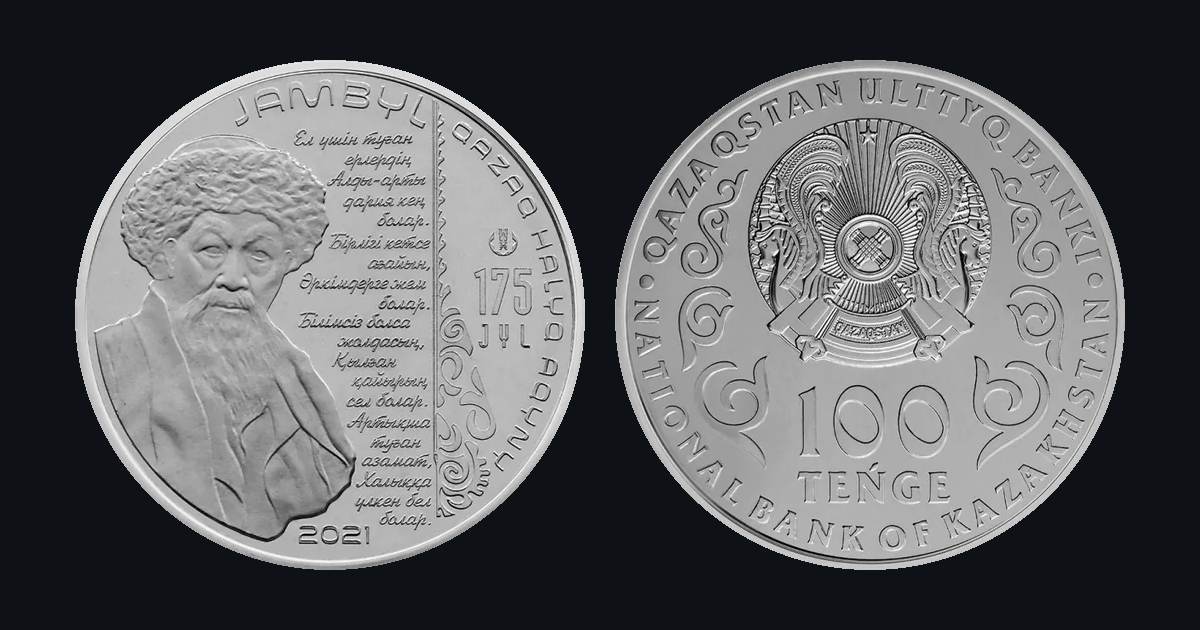 JAMBYL
QAZAQ HALYQ AQYNY
Ел үшін туған
ерлердің
Алды-арты
дария кең
болар.
Бірлігі кетсе
ағайын,
Әркімдерге жем
болар.
Білімсіз болса
жолдасың,
Қылған
қайырың
сел болар.
Артықша
туған
азамат,
Халыққа
үлкен бел
болар.
175
JYL
2021
• QAZAQSTAN ULTTYQ BANKI •
QAZAQSTAN
100
TEŃGE
NATIONAL BANK OF KAZAKHSTAN